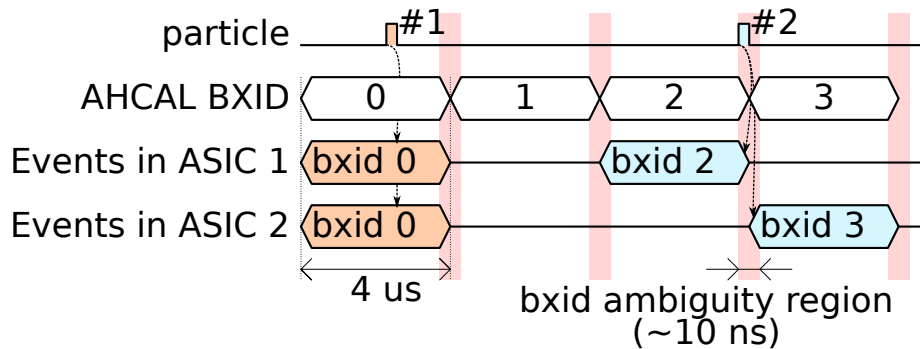 particle #1 #2
AHCAL BXID 0 1 2 3
Events in ASIC 1 bxid 0 bxid 2
Events in ASIC 2 bxid 0 bxid 3
4 us
bxid ambiguity region
(~10 ns)